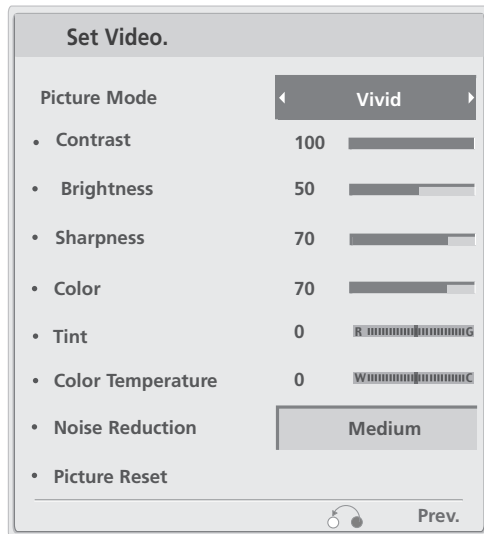 Set Video.
Picture Mode Vivid
• Contrast 100
• Brightness 50
• Sharpness 70
• Color 70
• Tint 0 R G
• Color Temperature 0 W C
• Noise Reduction Medium
• Picture Reset
Prev.